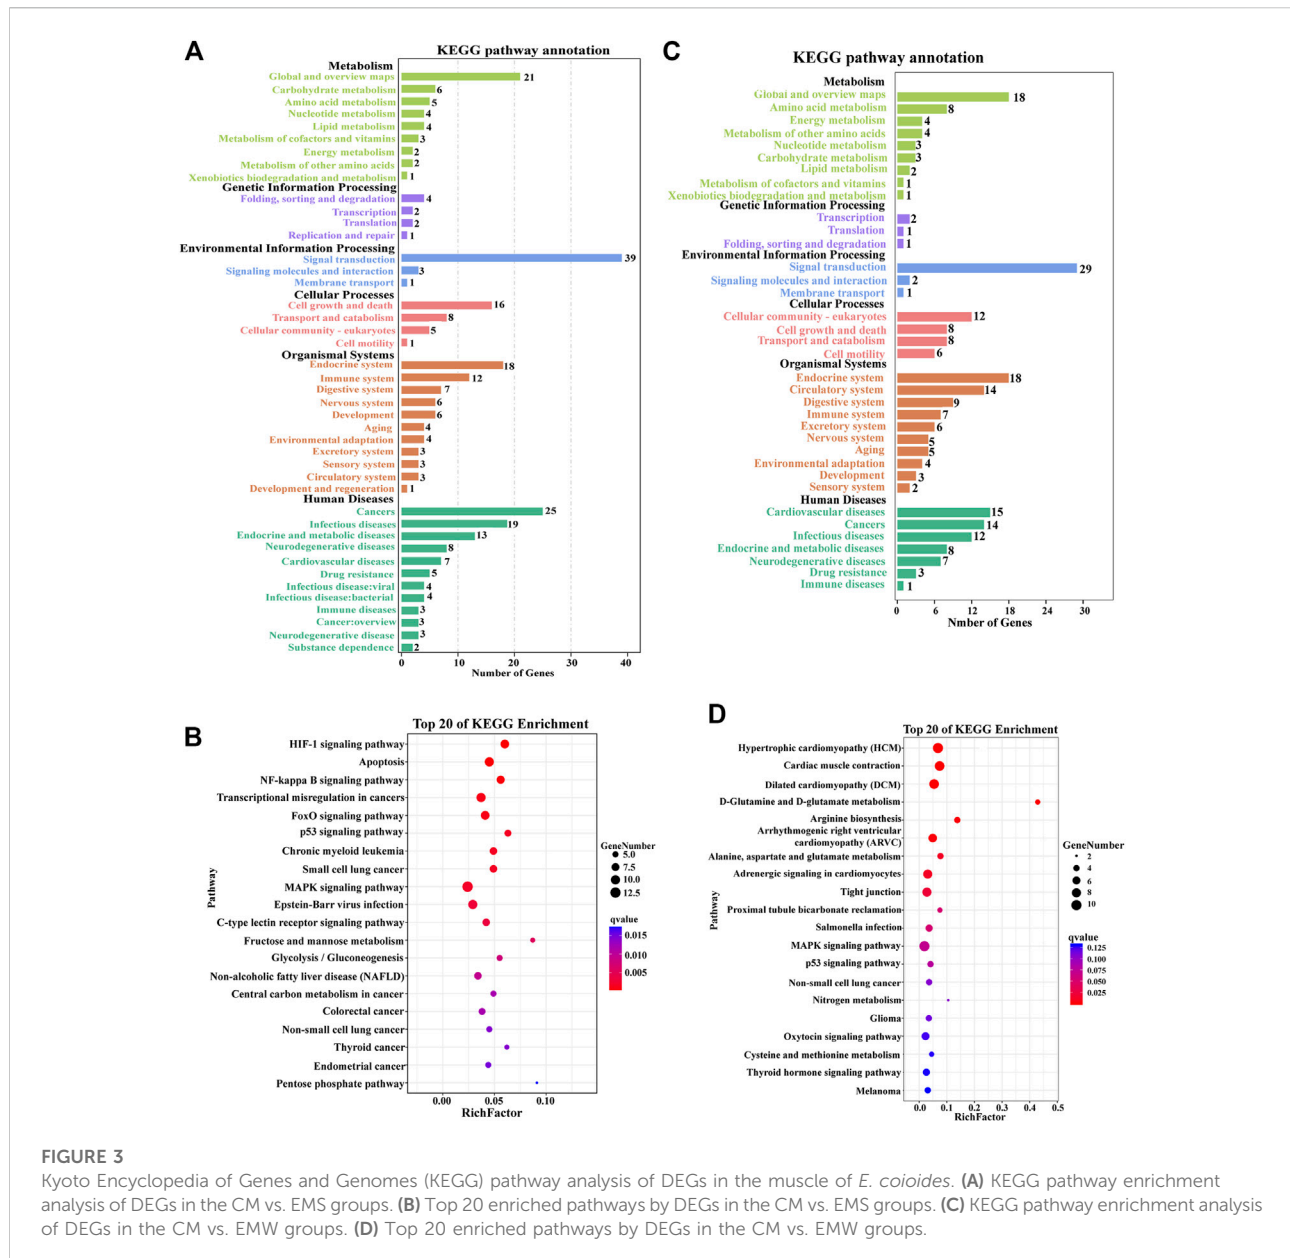 A
KEGG pathway annotation
Metabolism
Global and overview maps 21
Carbohydrate metabolism 6
Amino acid metabolism 5
Nucleotide metabolism 4
Lipid metabolism 4
Metabolism of cofactors and vitamins 3
Energy metabolism 2
Metabolism of other amino acids 2
Xenobiotics biodegradation and metabolism 1
Genetic Information Processing
Folding, sorting and degradation 4
Transcription 2
Translation 2
Replication and repair 1
Environmental Information Processing
Signal transduction 39
Signaling molecules and interaction 3
Membrane transport 1
Cellular Processes
Cell growth and death 16
Transport and catabolism 8
Cellular community - eukaryotes 5
Cell motility 1
Organismal Systems
Endocrine system 18
Immune system 12
Digestive system 7
Nervous system 6
Development 6
Aging 4
Environmental adaptation 4
Excretory system 3
Sensory system 3
Circulatory system 3
Development and regeneration 1
Human Diseases
Cancers 25
Infectious diseases 19
Endocrine and metabolic diseases 13
Neurodegenerative diseases 8
Cardiovascular diseases 7
Drug resistance 5
Infectious disease:viral 4
Infectious disease:bacterial 4
Immune diseases 3
Cancer:overview 3
Neurodegenerative disease 3
Substance dependence 2
0 10 20 30 40
Number of Genes
C
KEGG pathway annotation
Metabolism
Global and overview maps 18
Amino acid metabolism 8
Energy metabolism 4
Metabolism of other amino acids 4
Nucleotide metabolism 3
Carbohydrate metabolism 3
Lipid metabolism 2
Metabolism of cofactors and vitamins 1
Xenobiotics biodegradation and metabolism 1
Genetic Information Processing
Transcription 2
Translation 1
Folding, sorting and degradation 1
Environmental Information Processing
Signal transduction 29
Signaling molecules and interaction 2
Membrane transport 1
Cellular Processes
Cellular community - eukaryotes 12
Cell growth and death 8
Transport and catabolism 8
Cell motility 6
Organismal Systems
Endocrine system 18
Circulatory system 14
Digestive system 9
Immune system 7
Excretory system 6
Nervous system 5
Aging 5
Environmental adaptation 4
Development 3
Sensory system 2
Human Diseases
Cardiovascular diseases 15
Cancers 14
Infectious diseases 12
Endocrine and metabolic diseases 8
Neurodegenerative diseases 7
Drug resistance 3
Immune diseases 1
0 6 12 18 24 30
Nmber of Genes
B
Top 20 of KEGG Enrichment
Pathway
HIF-1 signaling pathway
Apoptosis
NF-kappa B signaling pathway
Transcriptional misregulation in cancers
FoxO signaling pathway
p53 signaling pathway
Chronic myeloid leukemia
Small cell lung cancer
MAPK signaling pathway
Epstein-Barr virus infection
C-type lectin receptor signaling pathway
Fructose and mannose metabolism
Glycolysis / Gluconeogenesis
Non-alcoholic fatty liver disease (NAFLD)
Central carbon metabolism in cancer
Colorectal cancer
Non-small cell lung cancer
Thyroid cancer
Endometrial cancer
Pentose phosphate pathway
0.00 0.05 0.10
RichFactor
GeneNumber
5.0
7.5
10.0
12.5
qvalue
0.015
0.010
0.005
D
Top 20 of KEGG Enrichment
Pathway
Hypertrophic cardiomyopathy (HCM)
Cardiac muscle contraction
Dilated cardiomyopathy (DCM)
D-Glutamine and D-glutamate metabolism
Arginine biosynthesis
Arrhythmogenic right ventricular
cardiomyopathy (ARVC)
Alanine, aspartate and glutamate metabolism
Adrenergic signaling in cardiomyocytes
Tight junction
Proximal tubule bicarbonate reclamation
Salmonella infection
MAPK signaling pathway
p53 signaling pathway
Non-small cell lung cancer
Nitrogen metabolism
Glioma
Oxytocin signaling pathway
Cysteine and methionine metabolism
Thyroid hormone signaling pathway
Melanoma
0.0 0.1 0.2 0.3 0.4 0.5
RichFactor
GeneNumber
2
4
6
8
10
qvalue
0.125
0.100
0.075
0.050
0.025
FIGURE 3
Kyoto Encyclopedia of Genes and Genomes (KEGG) pathway analysis of DEGs in the muscle of E. coioides. (A) KEGG pathway enrichment
analysis of DEGs in the CM vs. EMS groups. (B) Top 20 enriched pathways by DEGs in the CM vs. EMS groups. (C) KEGG pathway enrichment analysis
of DEGs in the CM vs. EMW groups. (D) Top 20 enriched pathways by DEGs in the CM vs. EMW groups.